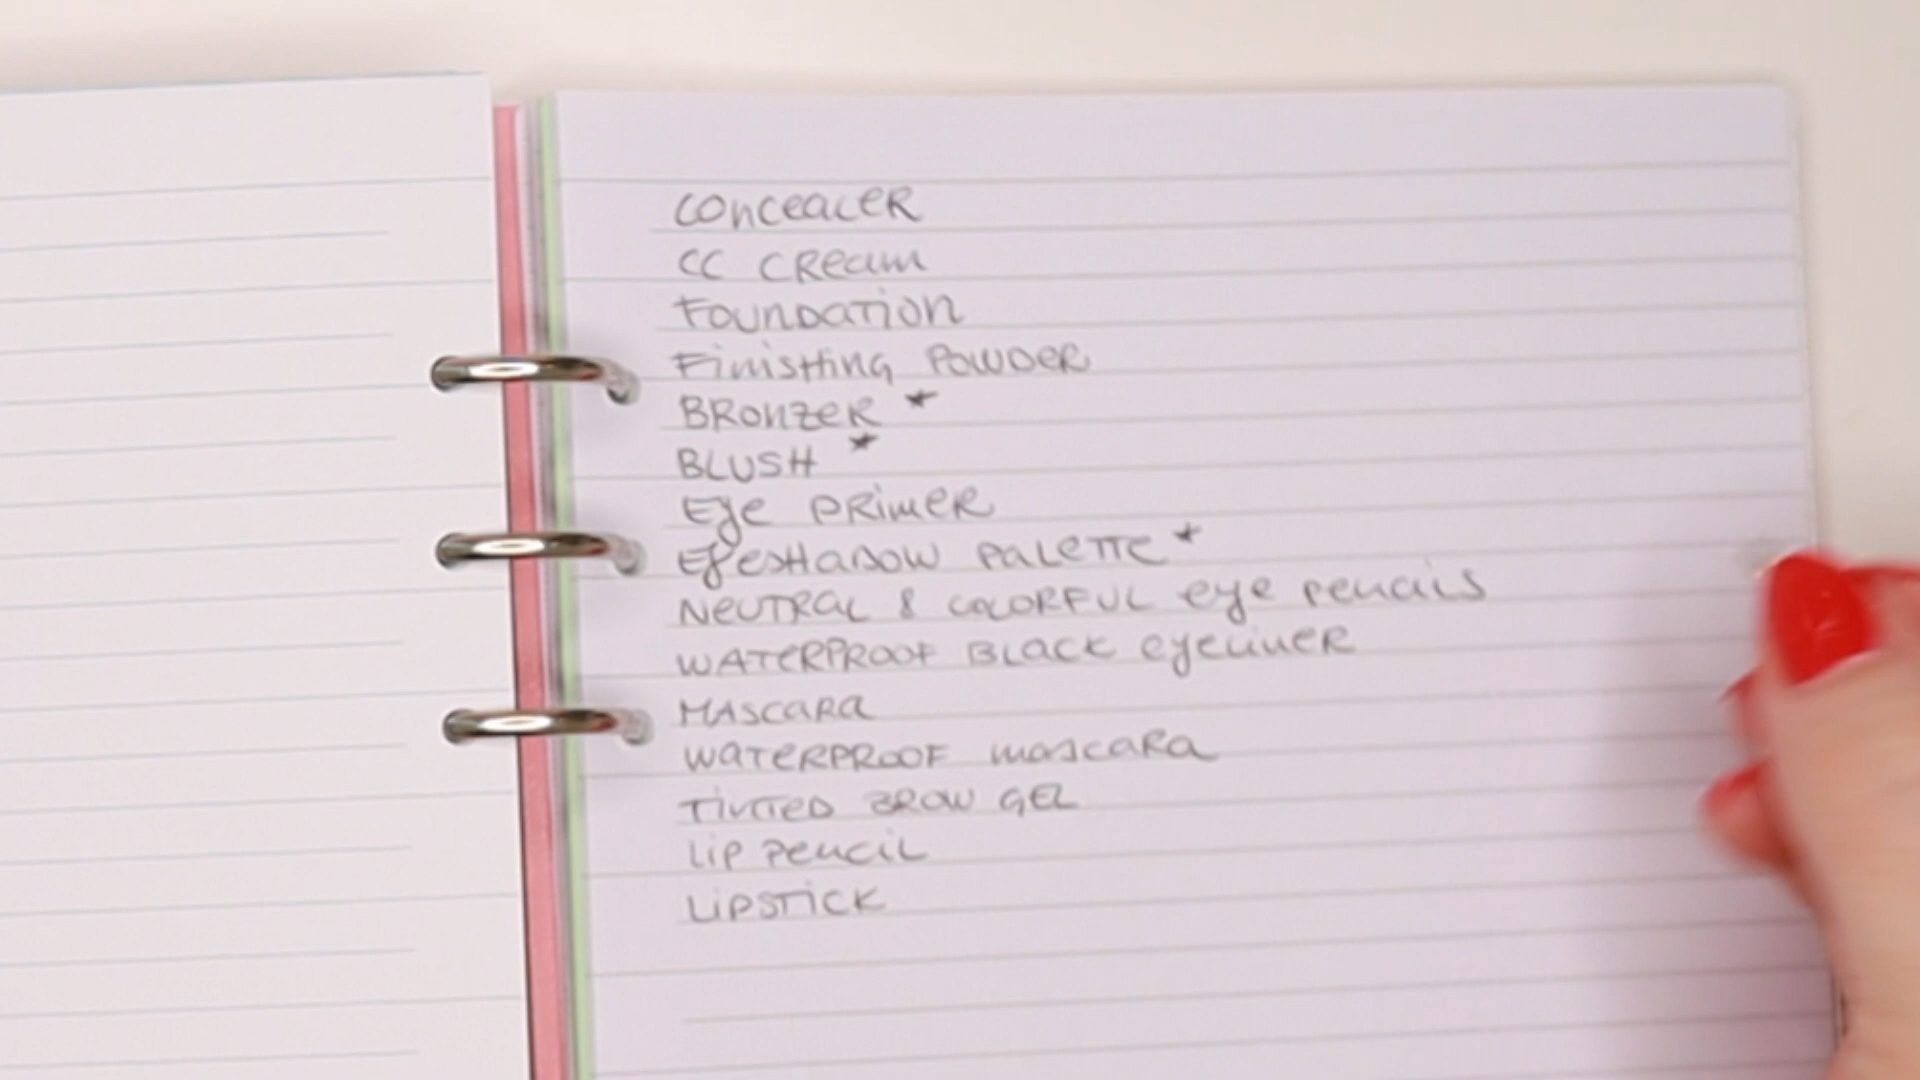 CONCEALER
CC CREAM
FOUNDATION
FINISHING POWDER
BRONZER *
BLUSH *
EYE PRIMER
EYESHADOW PALETTE *
NEUTRAL & COLORFUL EYE PENCILS
WATERPROOF BLACK EYELINER
MASCARA
WATERPROOF MASCARA
TINTED BROW GEL
LIP PENCIL
LIPSTICK